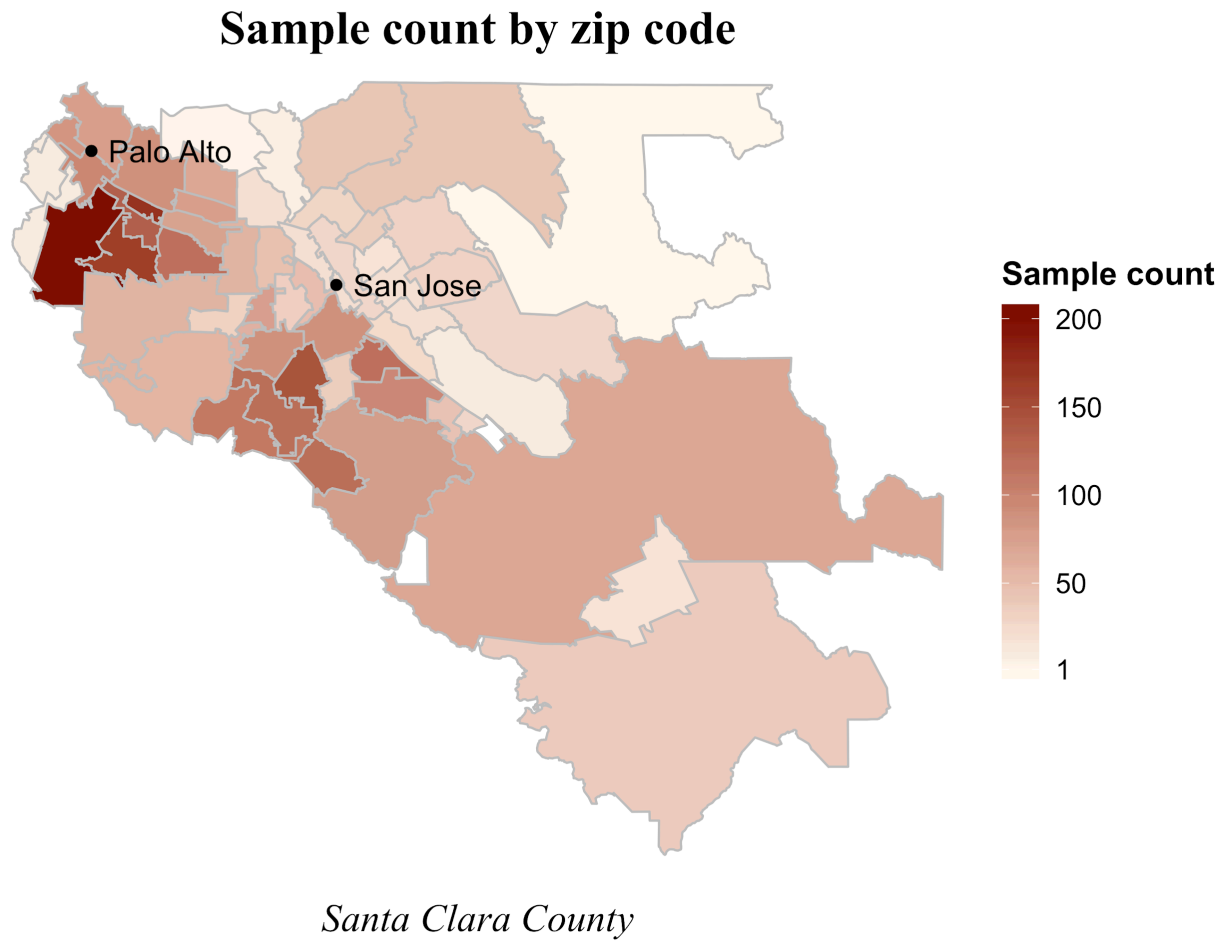 Sample count by zip code
Palo Alto
San Jose
Sample count
200
150
100
50
1
Santa Clara County